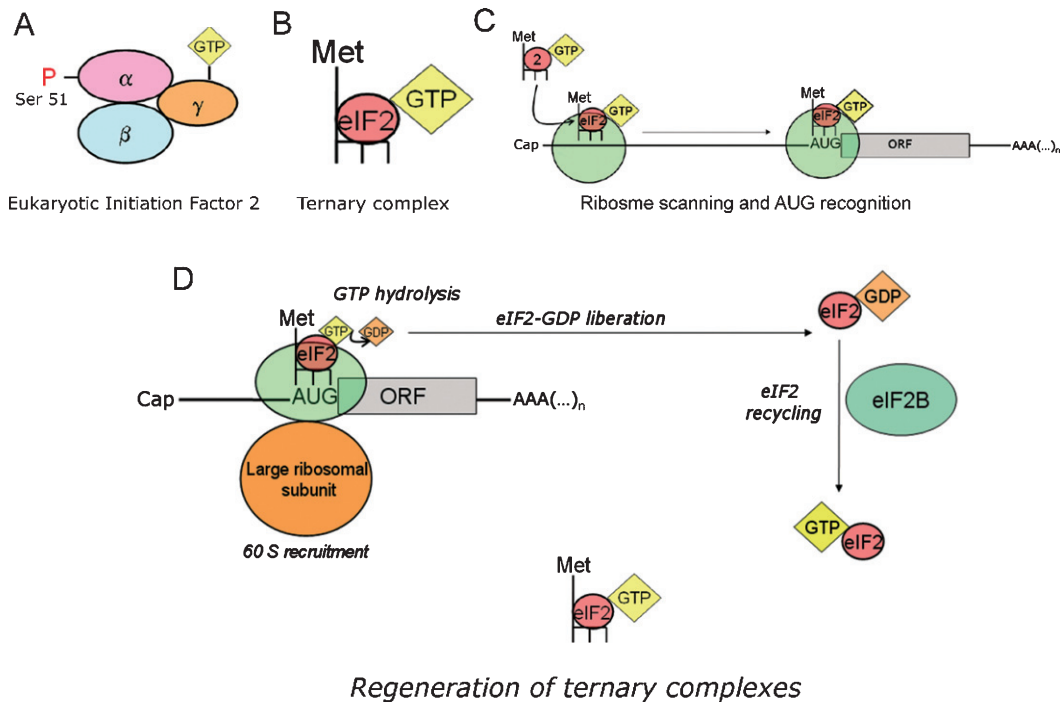 A
GTP
P
Ser 51
α
γ
β
Eukaryotic Initiation Factor 2
B
Met
eIF2
GTP
Ternary complex
C
Met
2
GTP
Met
eIF2
GTP
Cap
Met
eIF2
GTP
AUG
ORF
AAA(...)n
Ribosme scanning and AUG recognition
D
GTP hydrolysis
Met
GTP
GDP
eIF2
eIF2-GDP liberation
eIF2
GDP
Cap
AUG
ORF
AAA(...)n
eIF2
recycling
eIF2B
Large ribosomal
subunit
60 S recruitment
GTP
eIF2
Met
eIF2
GTP
Regeneration of ternary complexes